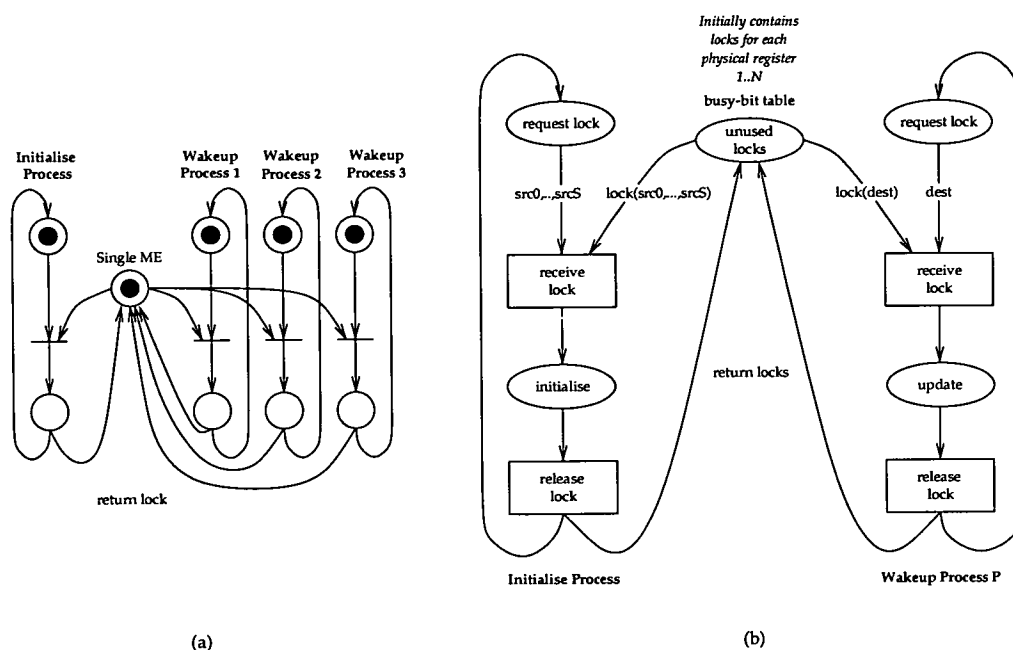 Initialise
Process
Wakeup
Process 1
Wakeup
Process 2
Wakeup
Process 3
Single ME
return lock
(a)
Initially contains
locks for each
physical register
1..N
busy-bit table
request lock
unused
locks
request lock
src0,..,srcS
lock(src0,...,srcS)
lock(dest)
dest
receive
lock
receive
lock
initialise
return locks
update
release
lock
release
lock
Initialise Process
Wakeup Process P
(b)